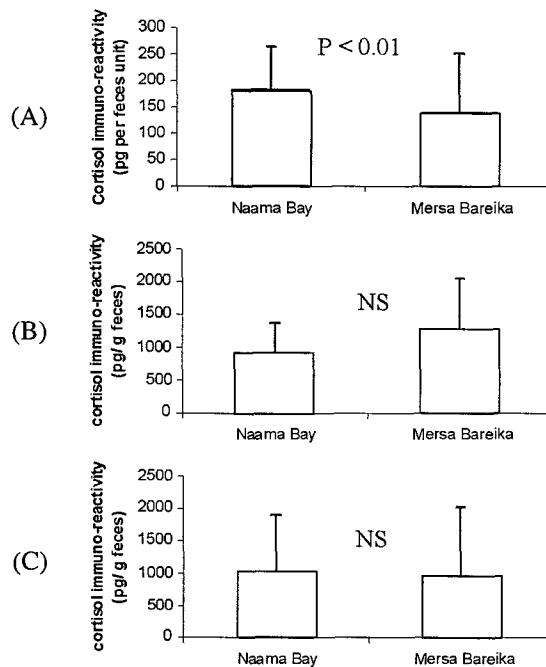 (A)
Cortisol immuno-reactivity
(pg per feces unit)
300
250
200
150
100
50
0
P < 0.01
Naama Bay
Mersa Bareika
(B)
cortisol immuno-reactivity
(pg/ g feces)
2500
2000
1500
1000
500
0
NS
Naama Bay
Mersa Bareika
(C)
cortisol immuno-reactivity
(pg/ g feces)
2500
2000
1500
1000
500
0
NS
Naama Bay
Mersa Bareika